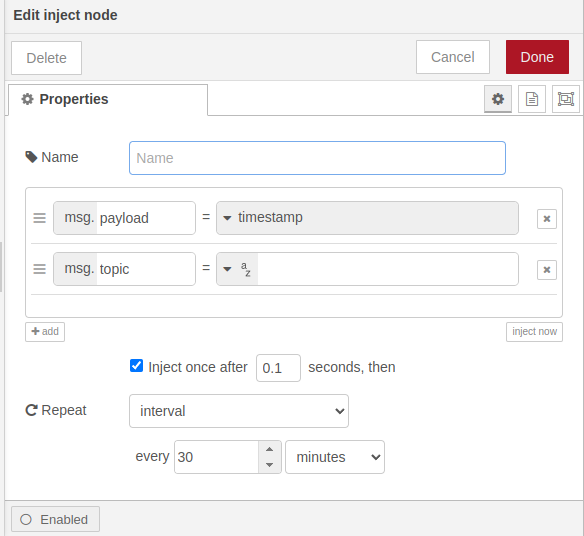 Edit inject node
Delete Cancel Done
Properties
Name Name
msg. payload = timestamp
msg. topic = az
add inject now
Inject once after 0.1 seconds, then
Repeat interval
every 30 minutes
Enabled